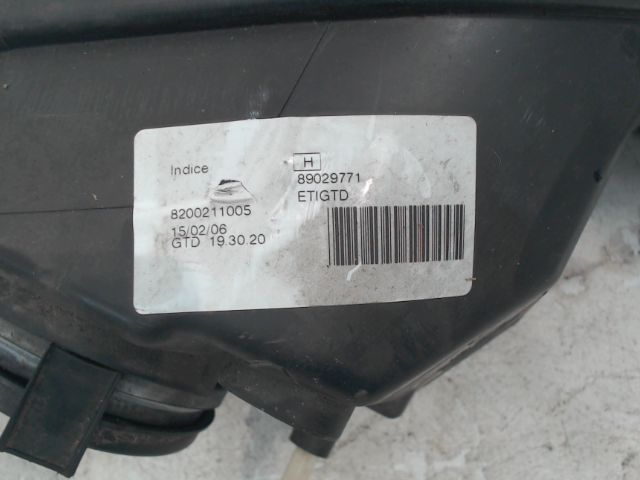 Indice
H
89029771
ETIGTD
8200211005
15/02/06
GTD 19.30.20